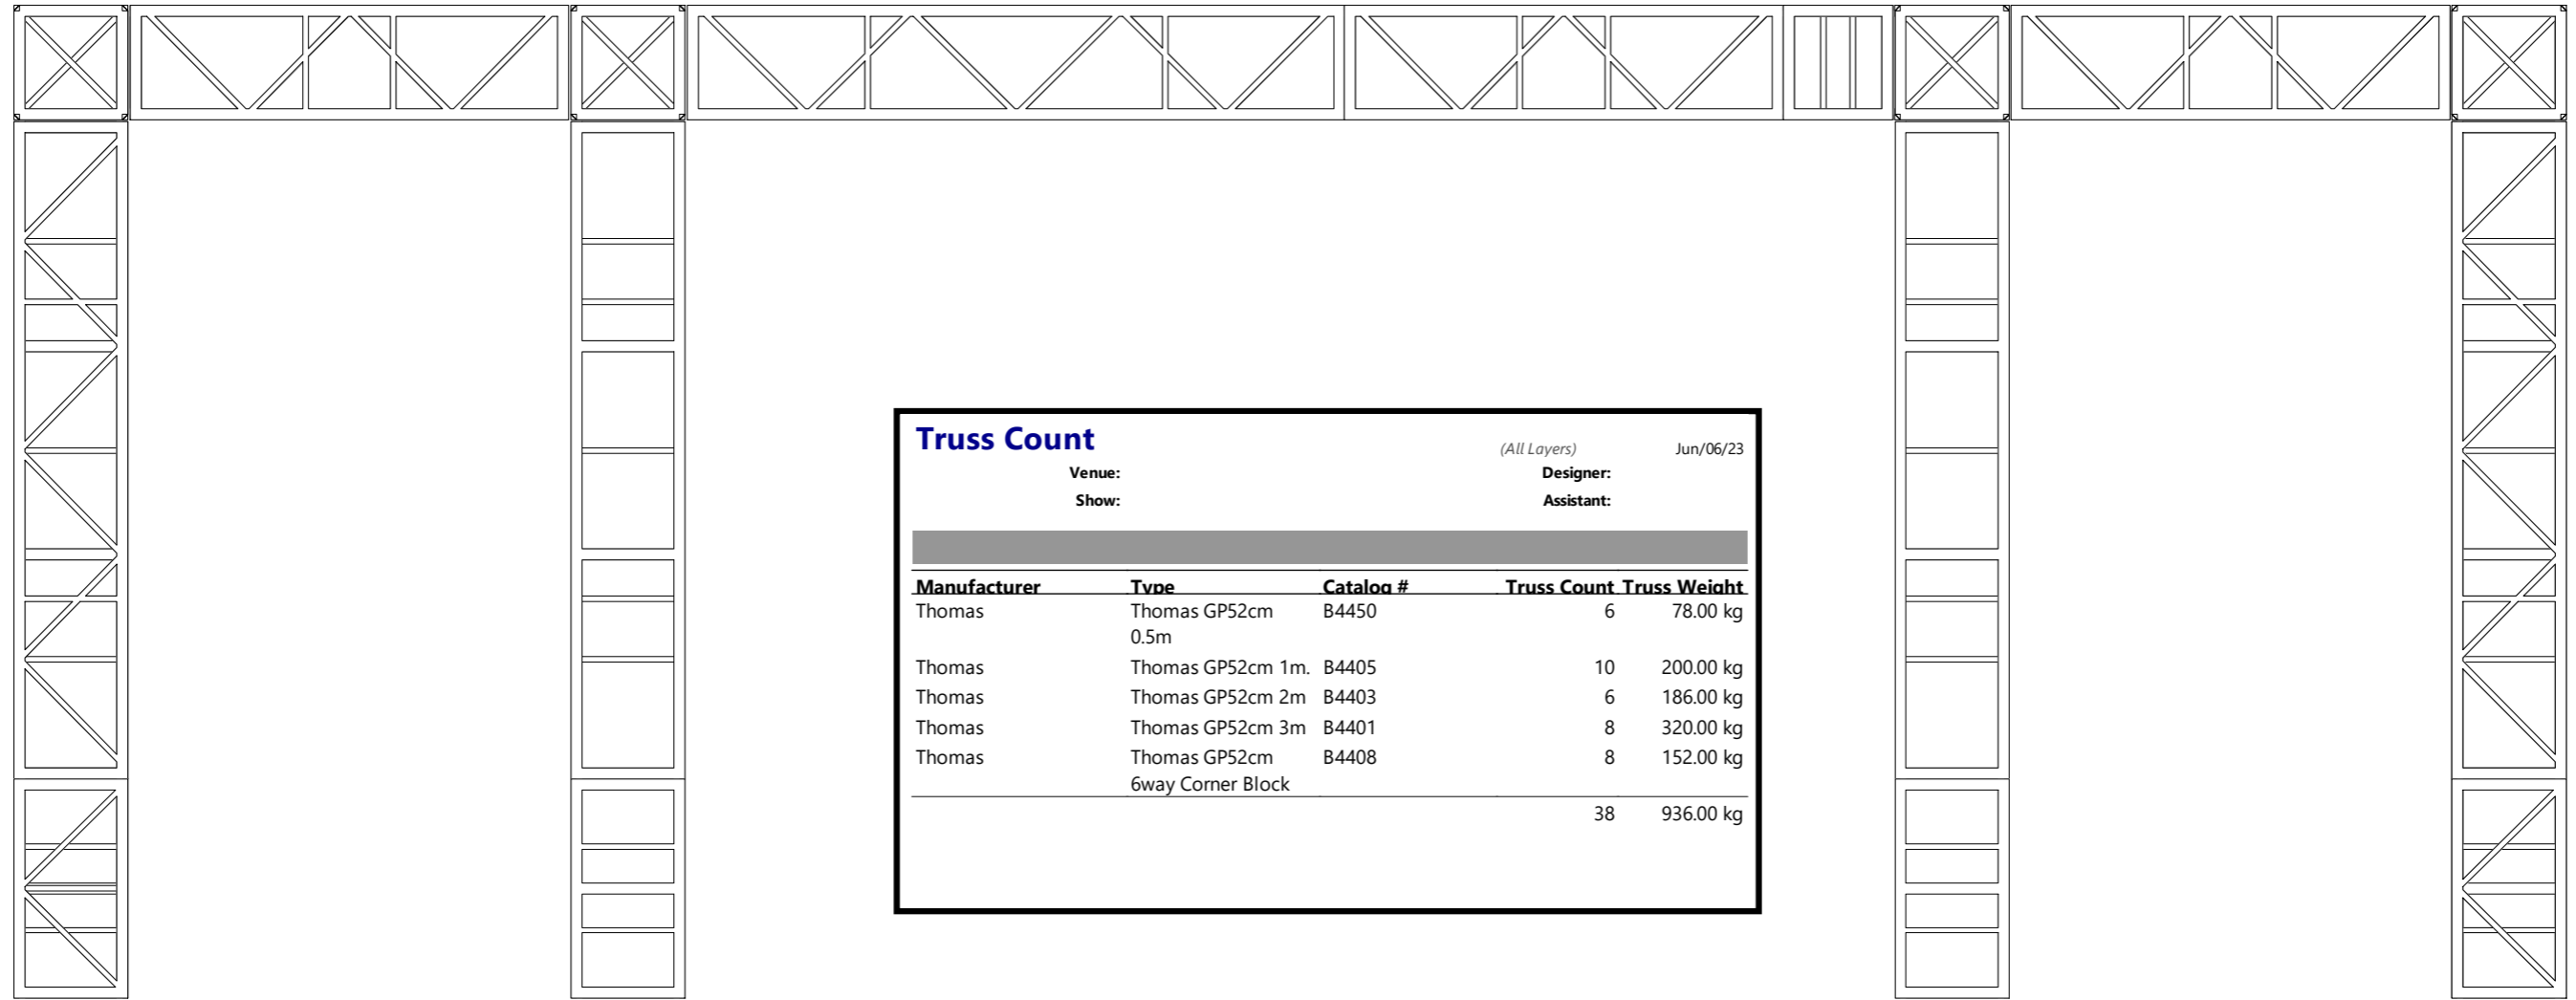 Truss Count (All Layers) Jun/06/23
Venue: Designer:
Show: Assistant:
Manufacturer Type Catalog # Truss Count Truss Weight
Thomas Thomas GP52cm B4450 6 78.00 kg
0.5m
Thomas Thomas GP52cm 1m. B4405 10 200.00 kg
Thomas Thomas GP52cm 2m B4403 6 186.00 kg
Thomas Thomas GP52cm 3m B4401 8 320.00 kg
Thomas Thomas GP52cm B4408 8 152.00 kg
6way Corner Block
38 936.00 kg